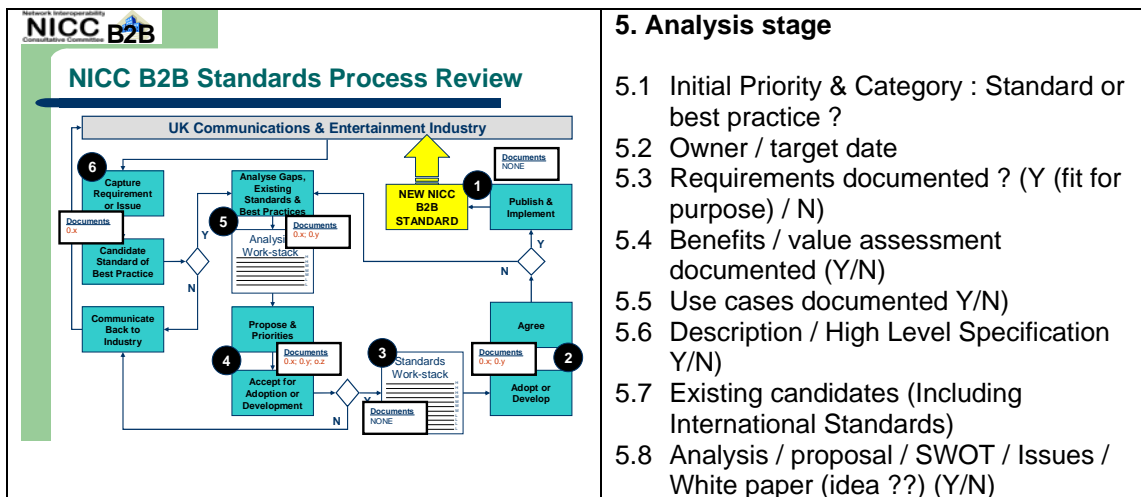 Network Interoperability
NICC B2B
Consultative Committee
NICC B2B Standards Process Review
UK Communications & Entertainment Industry
6
Capture
Requirement
or Issue
Documents
0.x
Candidate
Standard of
Best Practice
Y
N
Communicate
Back to
Industry
Analyse Gaps,
Existing
Standards &
Best Practices
5
Documents
0.x; 0.y
Analysis
Work-stack
Propose &
Priorities
4
Documents
0.x; 0.y; o.z
Accept for
Adoption or
Development
N
Y
3
Standards
Work-stack
Documents
NONE
Documents
NONE
NEW NICC
B2B
STANDARD
1
Publish &
Implement
Y
N
Agree
Documents
0.x; 0.y
2
Adopt or
Develop
5. Analysis stage
5.1 Initial Priority & Category : Standard or
best practice ?
5.2 Owner / target date
5.3 Requirements documented ? (Y (fit for
purpose) / N)
5.4 Benefits / value assessment
documented (Y/N)
5.5 Use cases documented Y/N)
5.6 Description / High Level Specification
Y/N)
5.7 Existing candidates (Including
International Standards)
5.8 Analysis / proposal / SWOT / Issues /
White paper (idea ??) (Y/N)